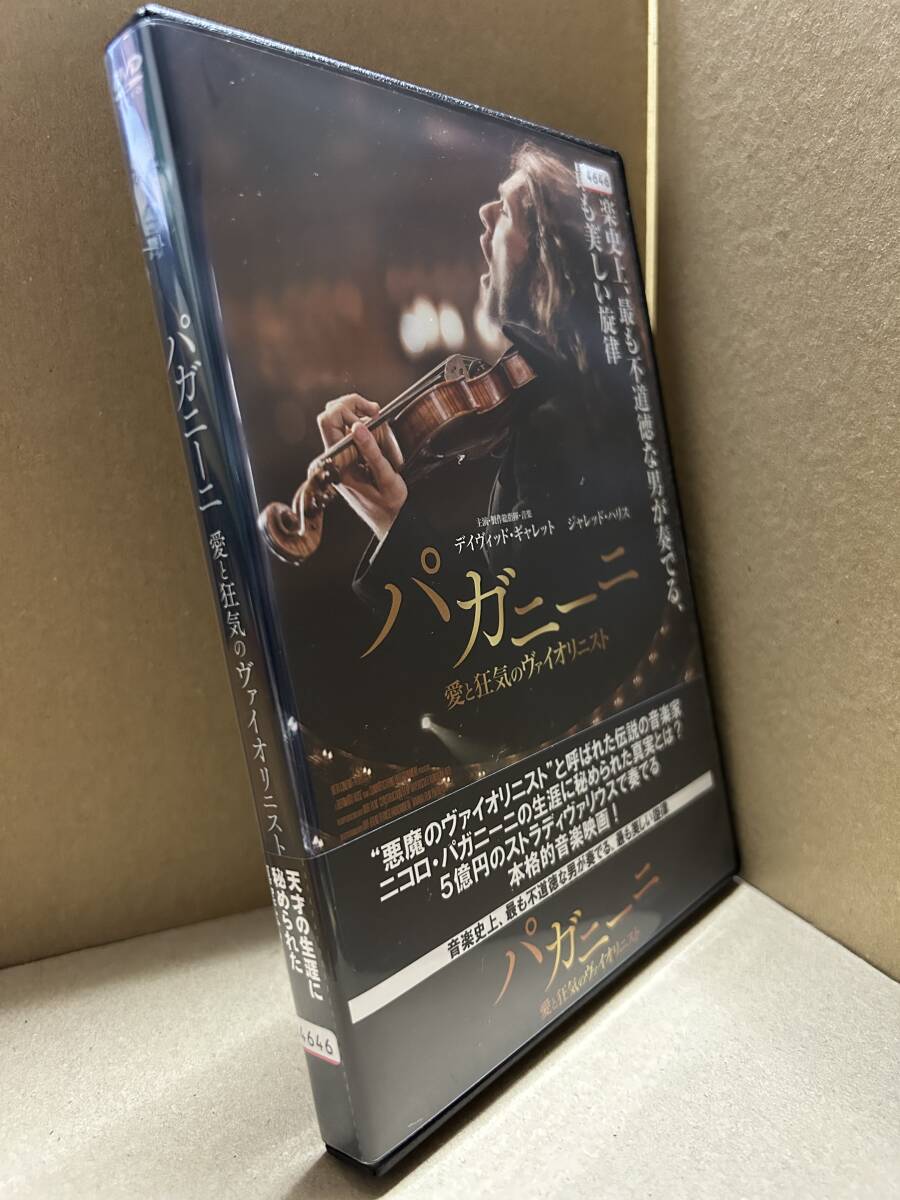 DVD
パガニーニ 愛と狂気のヴァイオリニスト
天才の生涯に
秘められた
4646
4646
楽史上、最も不道徳な男が奏でる、
も美しい旋律
主演・製作総指揮・音楽
デイヴィッド・ギャレット
ジャレッド・ハリス
パガニーニ
愛と狂気のヴァイオリニスト
“悪魔のヴァイオリニスト”と呼ばれた伝説の音楽家
ニコロ・パガニーニの生涯に秘められた真実とは？
5億円のストラディヴァリウスで奏でる
本格的音楽映画！
音楽史上、最も不道徳な男が奏でる、最も美しい旋律
パガニーニ
愛と狂気のヴァイオリニスト